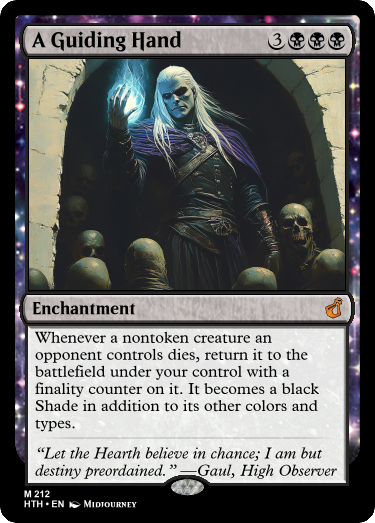 A Guiding Hand 3
Enchantment
Whenever a nontoken creature an
opponent controls dies, return it to the
battlefield under your control with a
finality counter on it. It becomes a black
Shade in addition to its other colors and
types.
“Let the Hearth believe in chance; I am but
destiny preordained.” —Gaul, High Observer
M 212
HTH • EN Midjourney